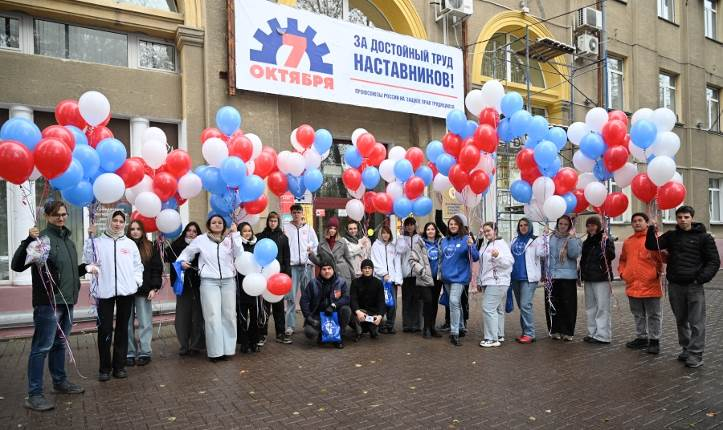 7
ОКТЯБРЯ
ЗА ДОСТОЙНЫЙ ТРУД
НАСТАВНИКОВ!
ПРОФСОЮЗЫ РОССИИ НА ЗАЩИТЕ ПРАВ ТРУДЯЩИХСЯ